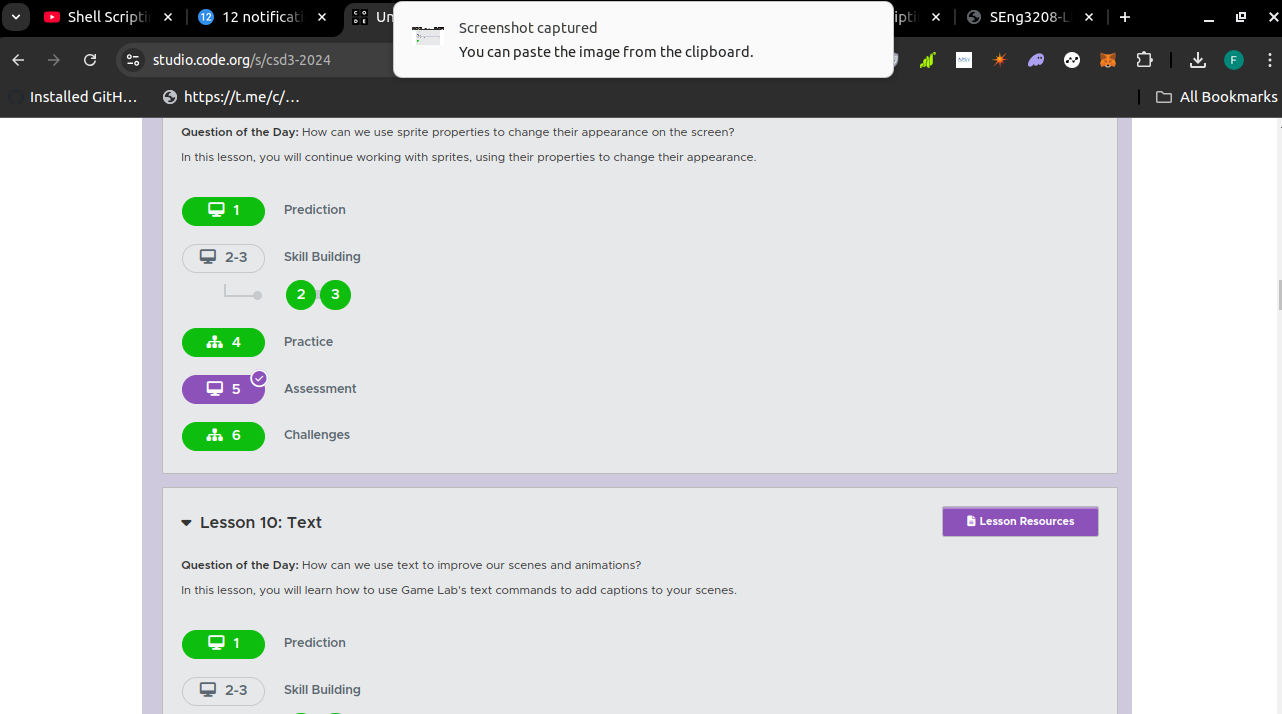 Shell Scriptin
12 notificati
Un
ptin
SEng3208-L
Screenshot captured
You can paste the image from the clipboard.
studio.code.org/s/csd3-2024
F
Installed GitH...
https://t.me/c/...
All Bookmarks
Question of the Day: How can we use sprite properties to change their appearance on the screen?
In this lesson, you will continue working with sprites, using their properties to change their appearance.
1 Prediction
2-3 Skill Building
2 3
4 Practice
5 Assessment
6 Challenges
Lesson 10: Text
Lesson Resources
Question of the Day: How can we use text to improve our scenes and animations?
In this lesson, you will learn how to use Game Lab's text commands to add captions to your scenes.
1 Prediction
2-3 Skill Building